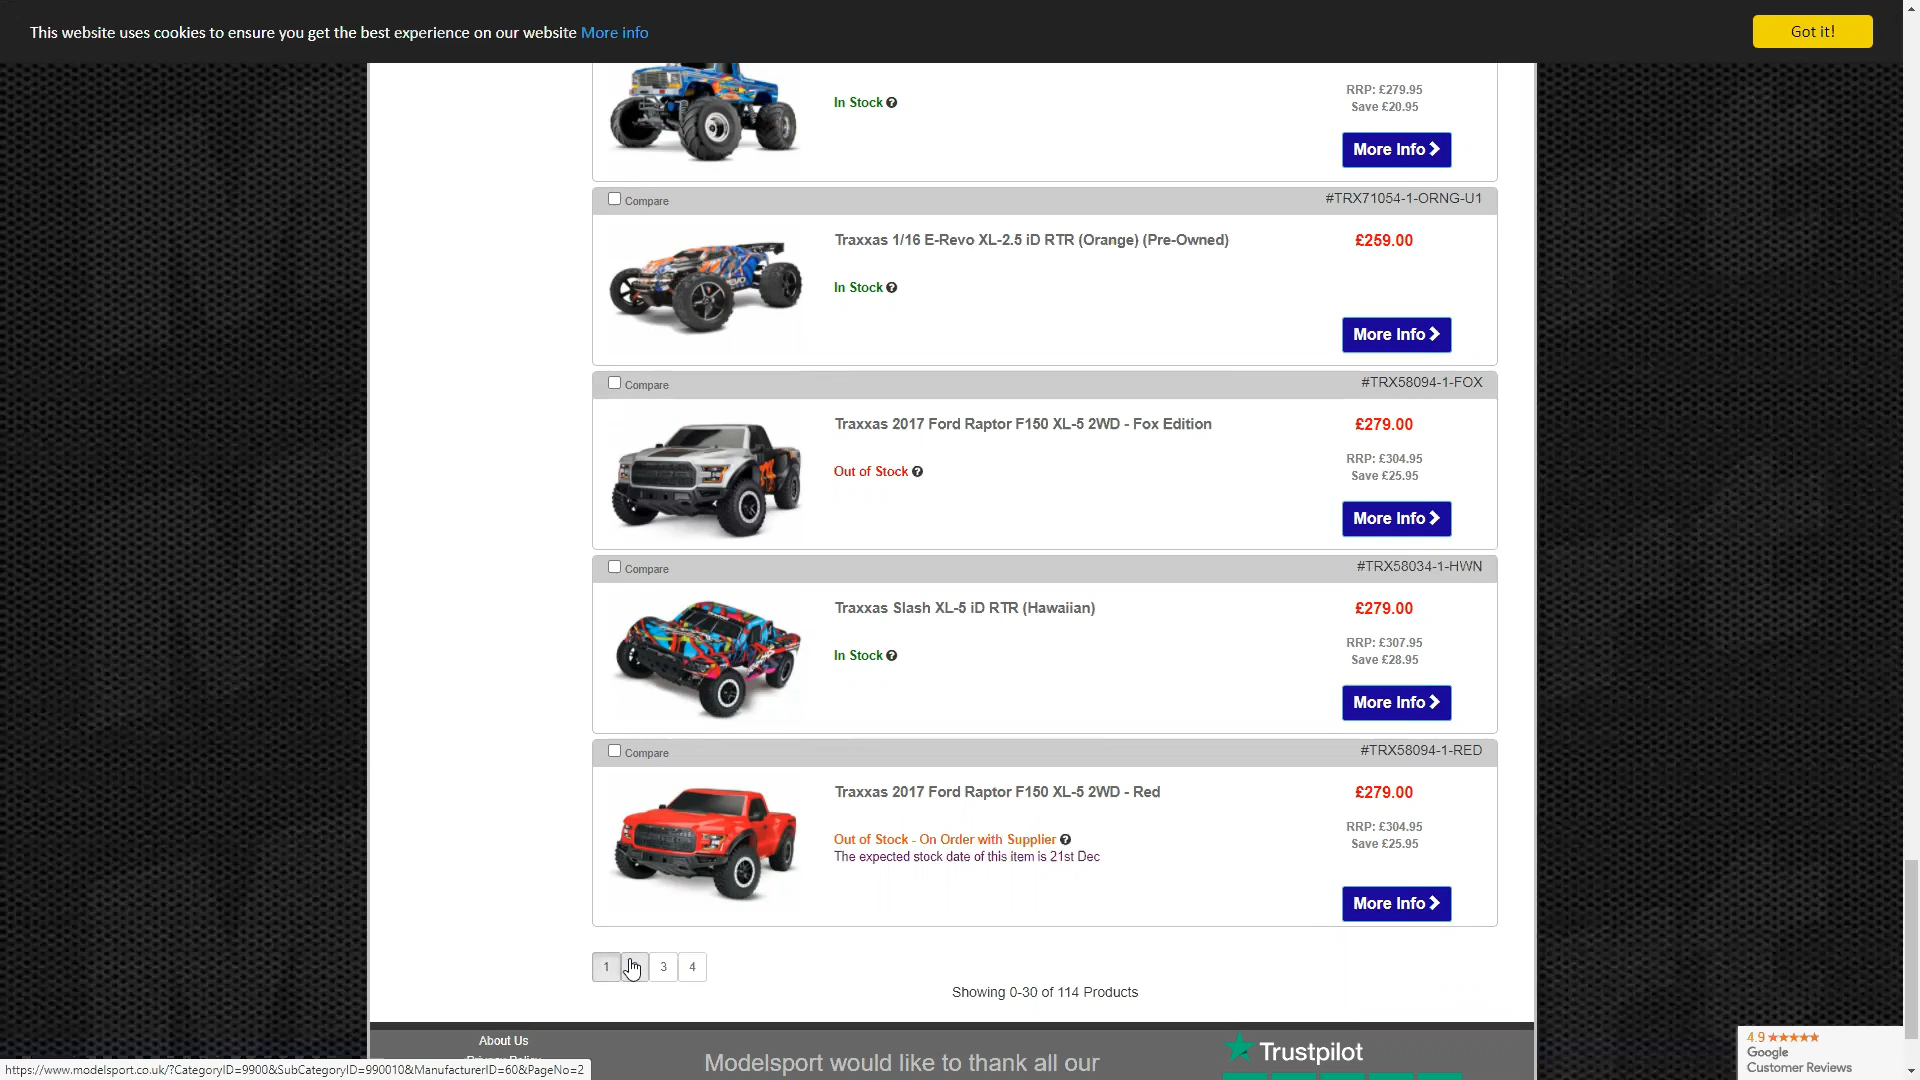 This website uses cookies to ensure you get the best experience on our website More info
Got it!
In Stock
RRP: £279.95
Save £20.95
More Info
Compare
#TRX71054-1-ORNG-U1
Traxxas 1/16 E-Revo XL-2.5 iD RTR (Orange) (Pre-Owned)
£259.00
In Stock
More Info
Compare
#TRX58094-1-FOX
Traxxas 2017 Ford Raptor F150 XL-5 2WD - Fox Edition
£279.00
Out of Stock
RRP: £304.95
Save £25.95
More Info
Compare
#TRX58034-1-HWN
Traxxas Slash XL-5 iD RTR (Hawaiian)
£279.00
In Stock
RRP: £307.95
Save £28.95
More Info
Compare
#TRX58094-1-RED
Traxxas 2017 Ford Raptor F150 XL-5 2WD - Red
£279.00
Out of Stock - On Order with Supplier
The expected stock date of this item is 21st Dec
RRP: £304.95
Save £25.95
More Info
1 3 4
Showing 0-30 of 114 Products
About Us
Modelsport would like to thank all our
Trustpilot
4.9
Google
Customer Reviews
https://www.modelsport.co.uk/?CategoryID=9900&SubCategoryID=990010&ManufacturerID=60&PageNo=2